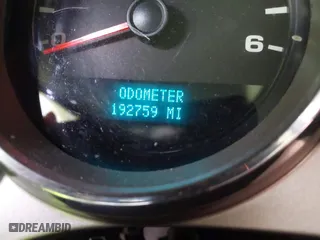 6
ODOMETER
192759 MI
DREAMBID